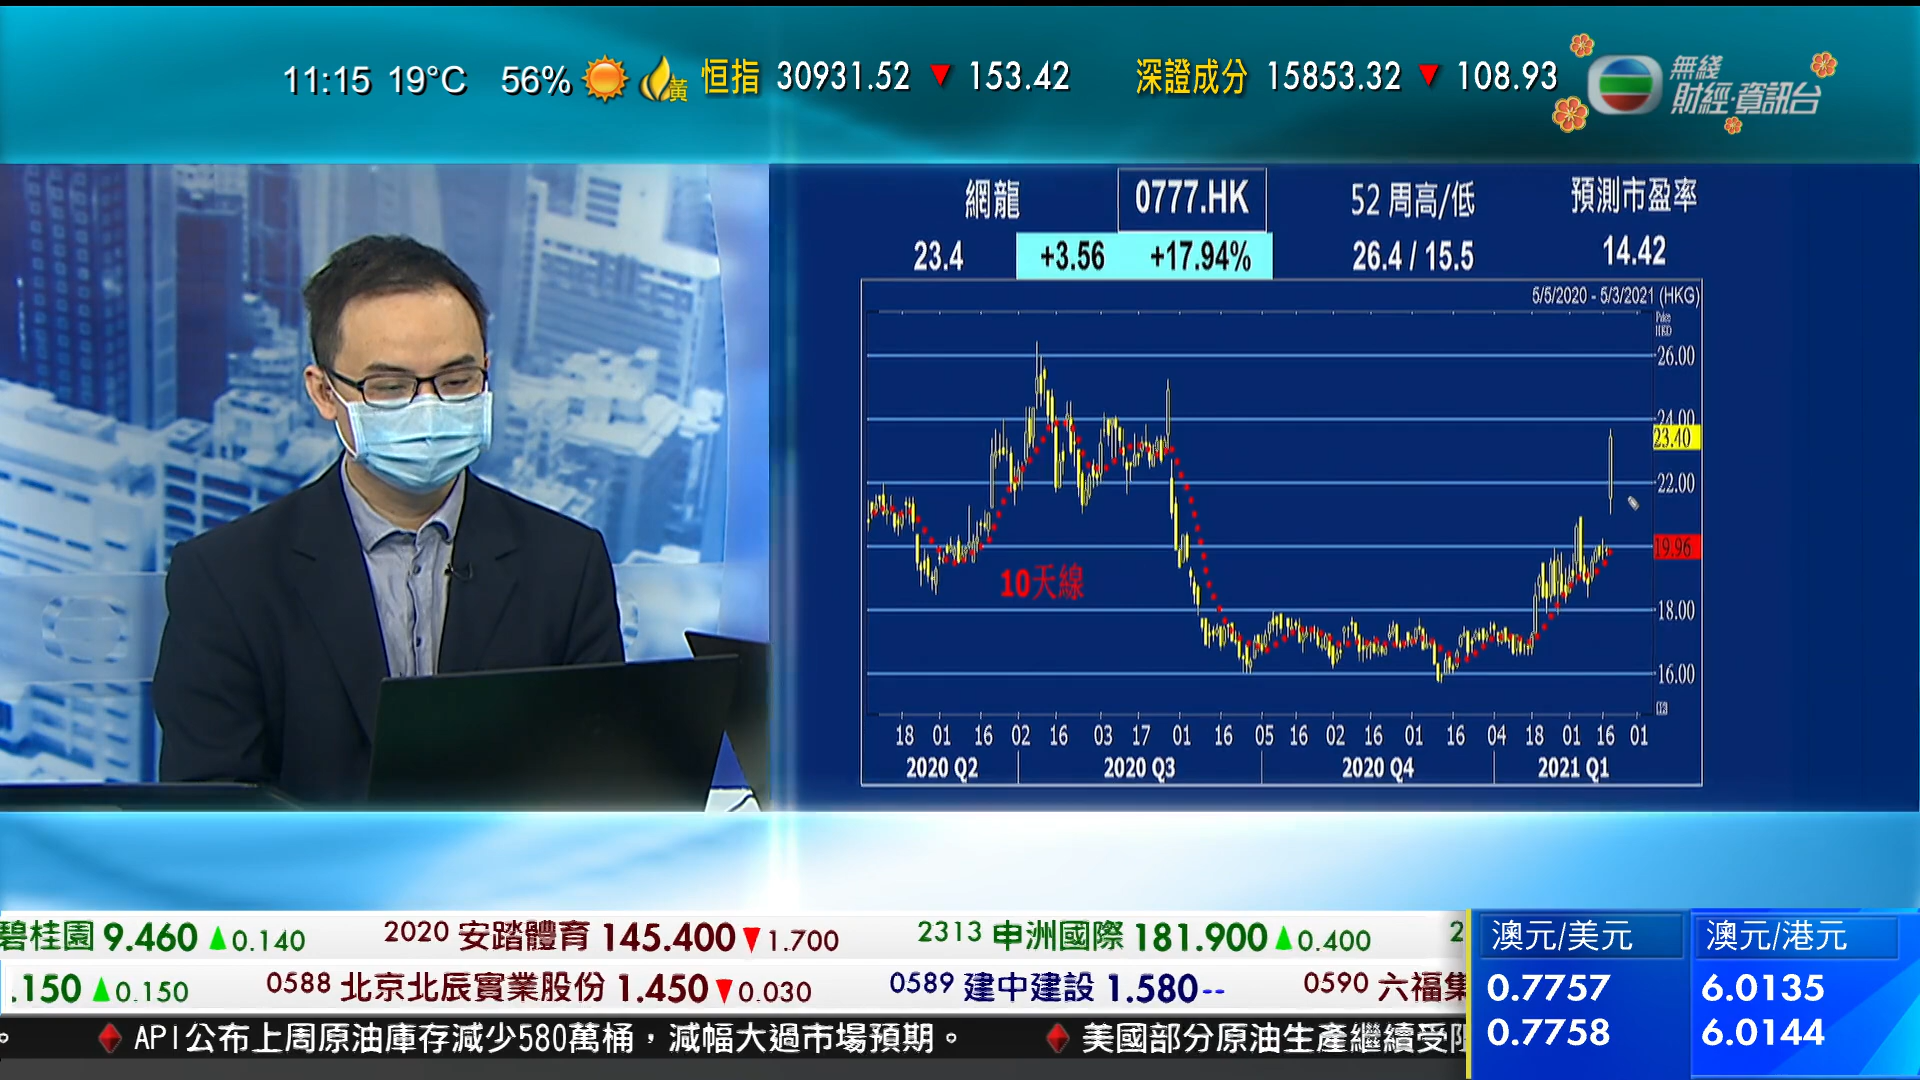 11:15 19°C 56% 黃 恒指 30931.52 ▼ 153.42 深證成分 15853.32 ▼ 108.93
無綫
財經·資訊台
網龍 0777.HK 52 周高/低 預測市盈率
23.4 +3.56 +17.94% 26.4 / 15.5 14.42
5/5/2020 - 5/3/2021 (HKG)
Price
HKD
26.00
24.00
23.40
22.00
19.96
18.00
16.00
10天線
18 01 16 02 16 03 17 01 16 05 16 02 16 01 16 04 18 01 16 01
2020 Q2 2020 Q3 2020 Q4 2021 Q1
碧桂園 9.460 ▲0.140 2020 安踏體育 145.400 ▼1.700 2313 申洲國際 181.900 ▲0.400 2
.150 ▲0.150 0588 北京北辰實業股份 1.450 ▼0.030 0589 建中建設 1.580 -- 0590 六福集
。 API公布上周原油庫存減少580萬桶，減幅大過市場預期。 美國部分原油生產繼續受限
澳元/美元 澳元/港元
0.7757 6.0135
0.7758 6.0144